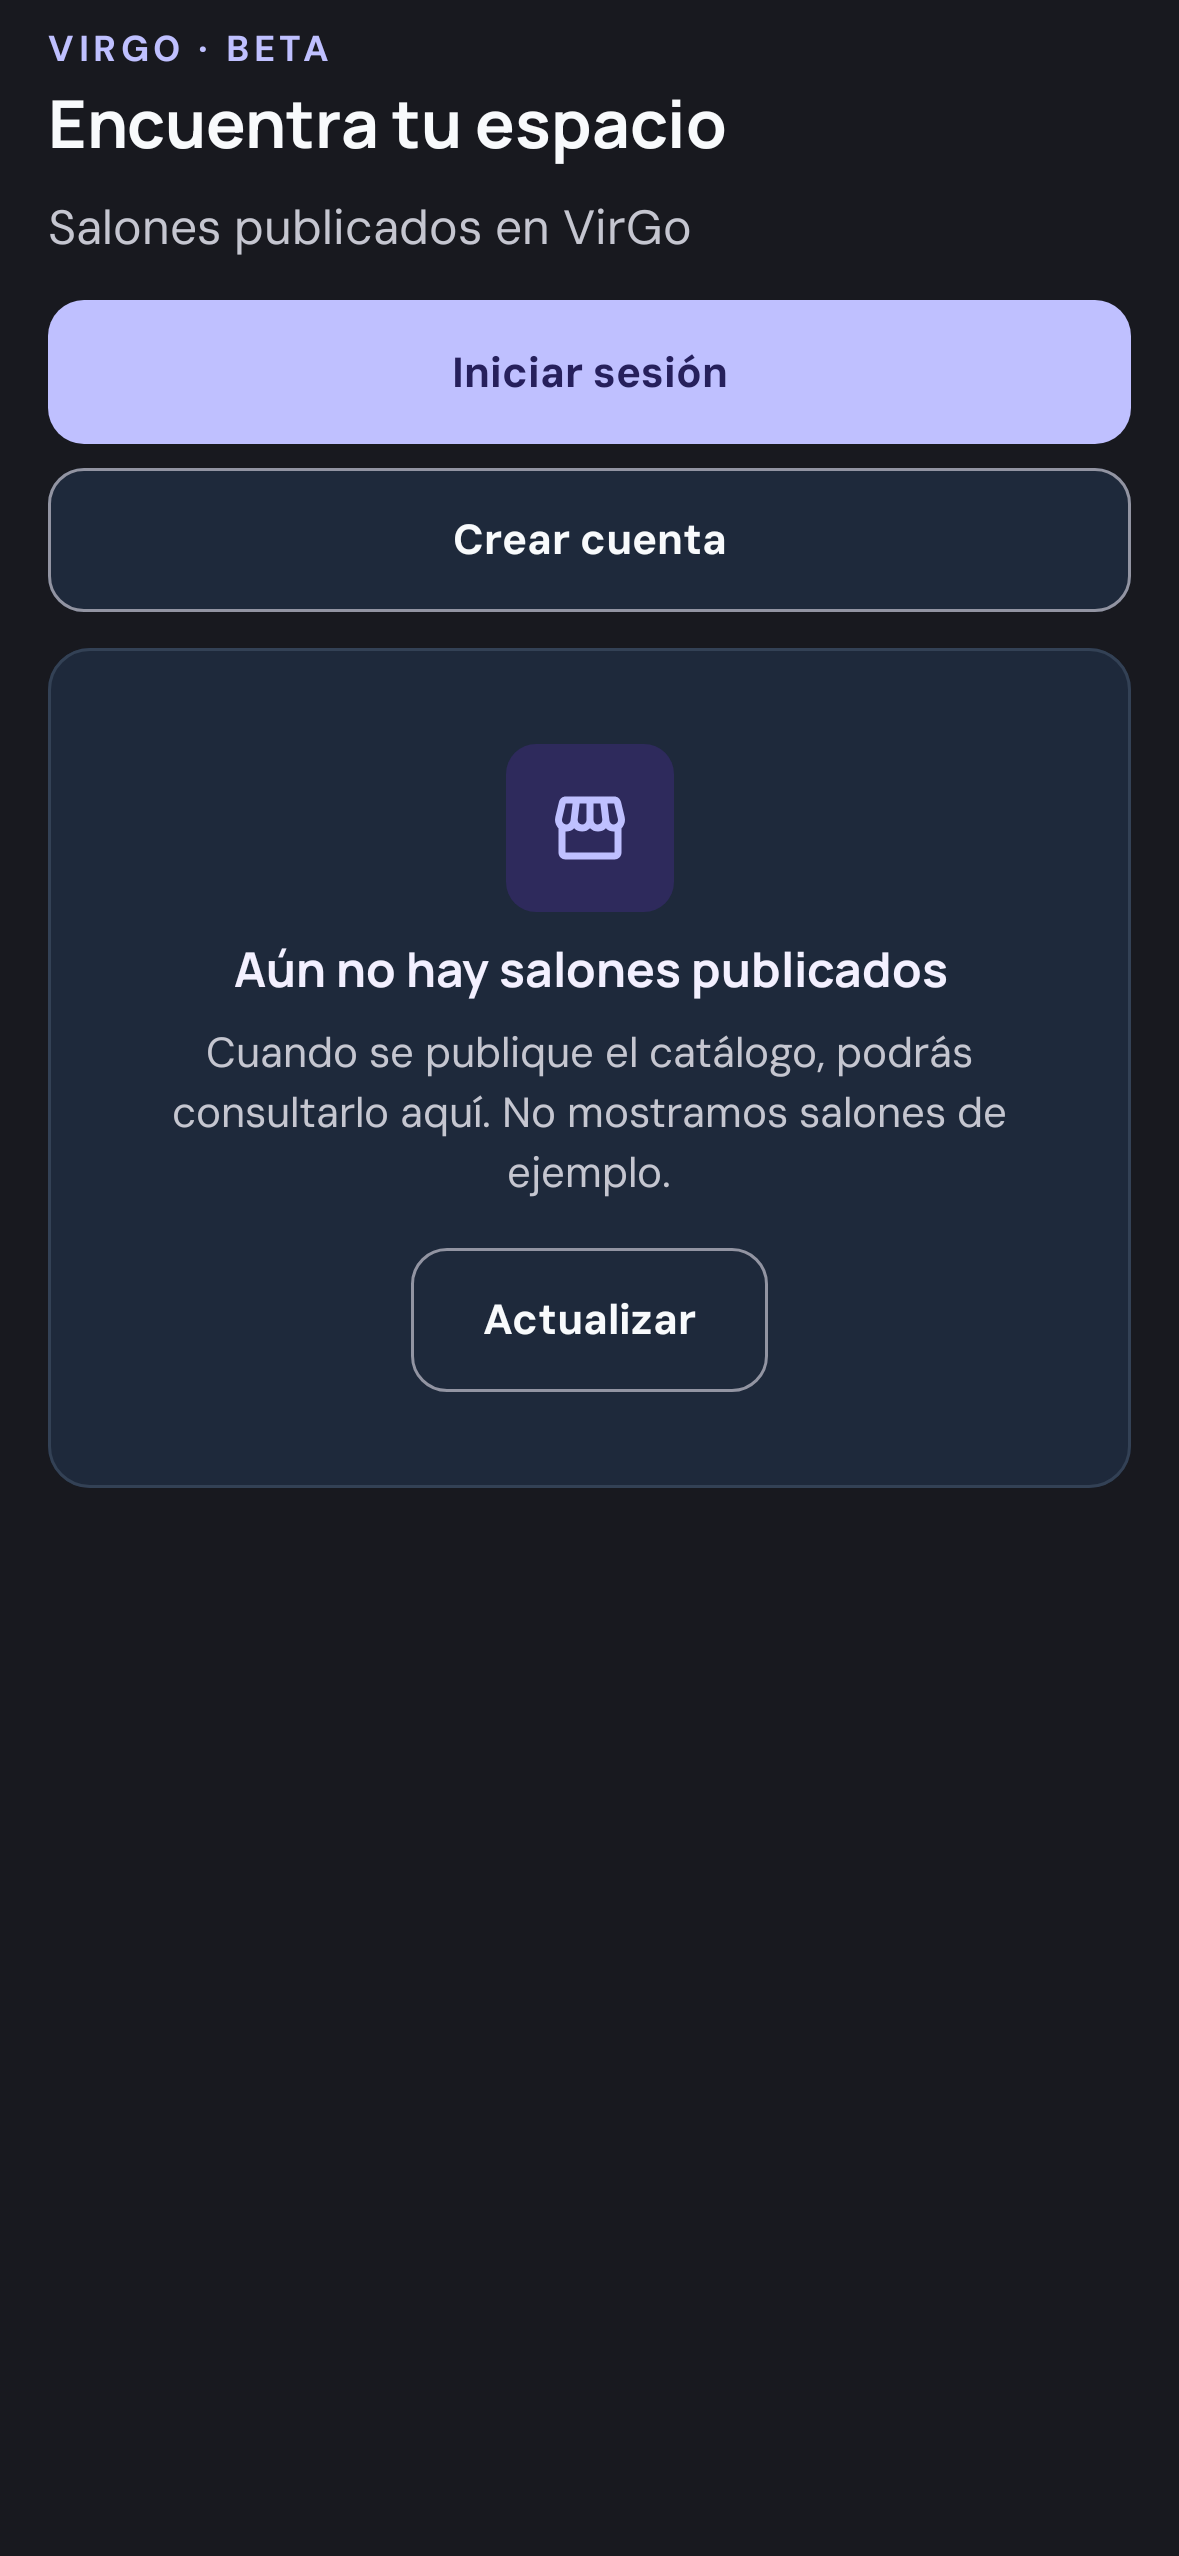 VIRGO · BETA
Encuentra tu espacio
Salones publicados en VirGo
Iniciar sesión
Crear cuenta
Aún no hay salones publicados
Cuando se publique el catálogo, podrás
consultarlo aquí. No mostramos salones de
ejemplo.
Actualizar